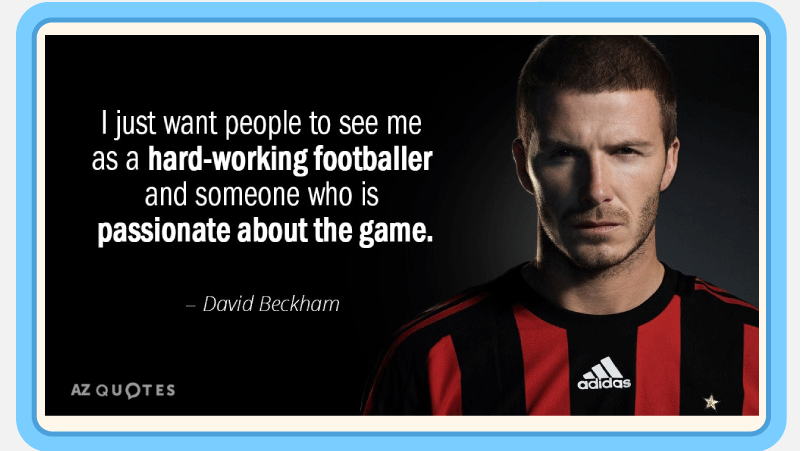 I just want people to see me
as a hard-working footballer
and someone who is
passionate about the game.
– David Beckham
AZ QUOTES
adidas